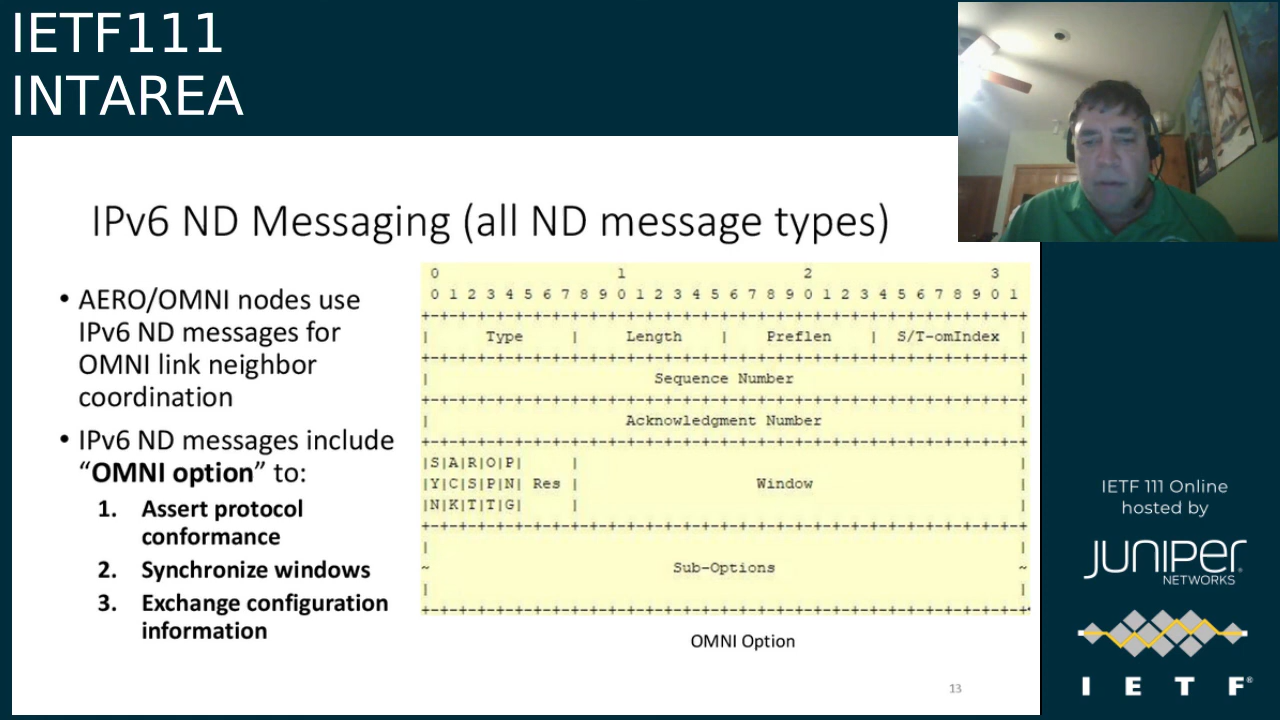 IETF111
INTAREA
IPv6 ND Messaging (all ND message types)
• AERO/OMNI nodes use
IPv6 ND messages for
OMNI link neighbor
coordination
• IPv6 ND messages include
“OMNI option” to:
1. Assert protocol
conformance
2. Synchronize windows
3. Exchange configuration
information
0 1 2 3
0 1 2 3 4 5 6 7 8 9 0 1 2 3 4 5 6 7 8 9 0 1 2 3 4 5 6 7 8 9 0 1
+-+-+-+-+-+-+-+-+-+-+-+-+-+-+-+-+-+-+-+-+-+-+-+-+-+-+-+-+-+-+-+-+
| Type | Length | Preflen | S/T-omIndex |
+-+-+-+-+-+-+-+-+-+-+-+-+-+-+-+-+-+-+-+-+-+-+-+-+-+-+-+-+-+-+-+-+
| Sequence Number |
+-+-+-+-+-+-+-+-+-+-+-+-+-+-+-+-+-+-+-+-+-+-+-+-+-+-+-+-+-+-+-+-+
| Acknowledgment Number |
+-+-+-+-+-+-+-+-+-+-+-+-+-+-+-+-+-+-+-+-+-+-+-+-+-+-+-+-+-+-+-+-+
|S|A|R|O|P| | |
|Y|C|S|P|N| Res | Window |
|N|K|T|T|G| | |
+-+-+-+-+-+-+-+-+-+-+-+-+-+-+-+-+-+-+-+-+-+-+-+-+-+-+-+-+-+-+-+-+
| |
~ Sub-Options ~
| |
+-+-+-+-+-+-+-+-+-+-+-+-+-+-+-+-+-+-+-+-+-+-+-+-+-+-+-+-+-+-+-+-+
OMNI Option
13
IETF 111 Online
hosted by
JUNIPER
NETWORKS
I E T F®